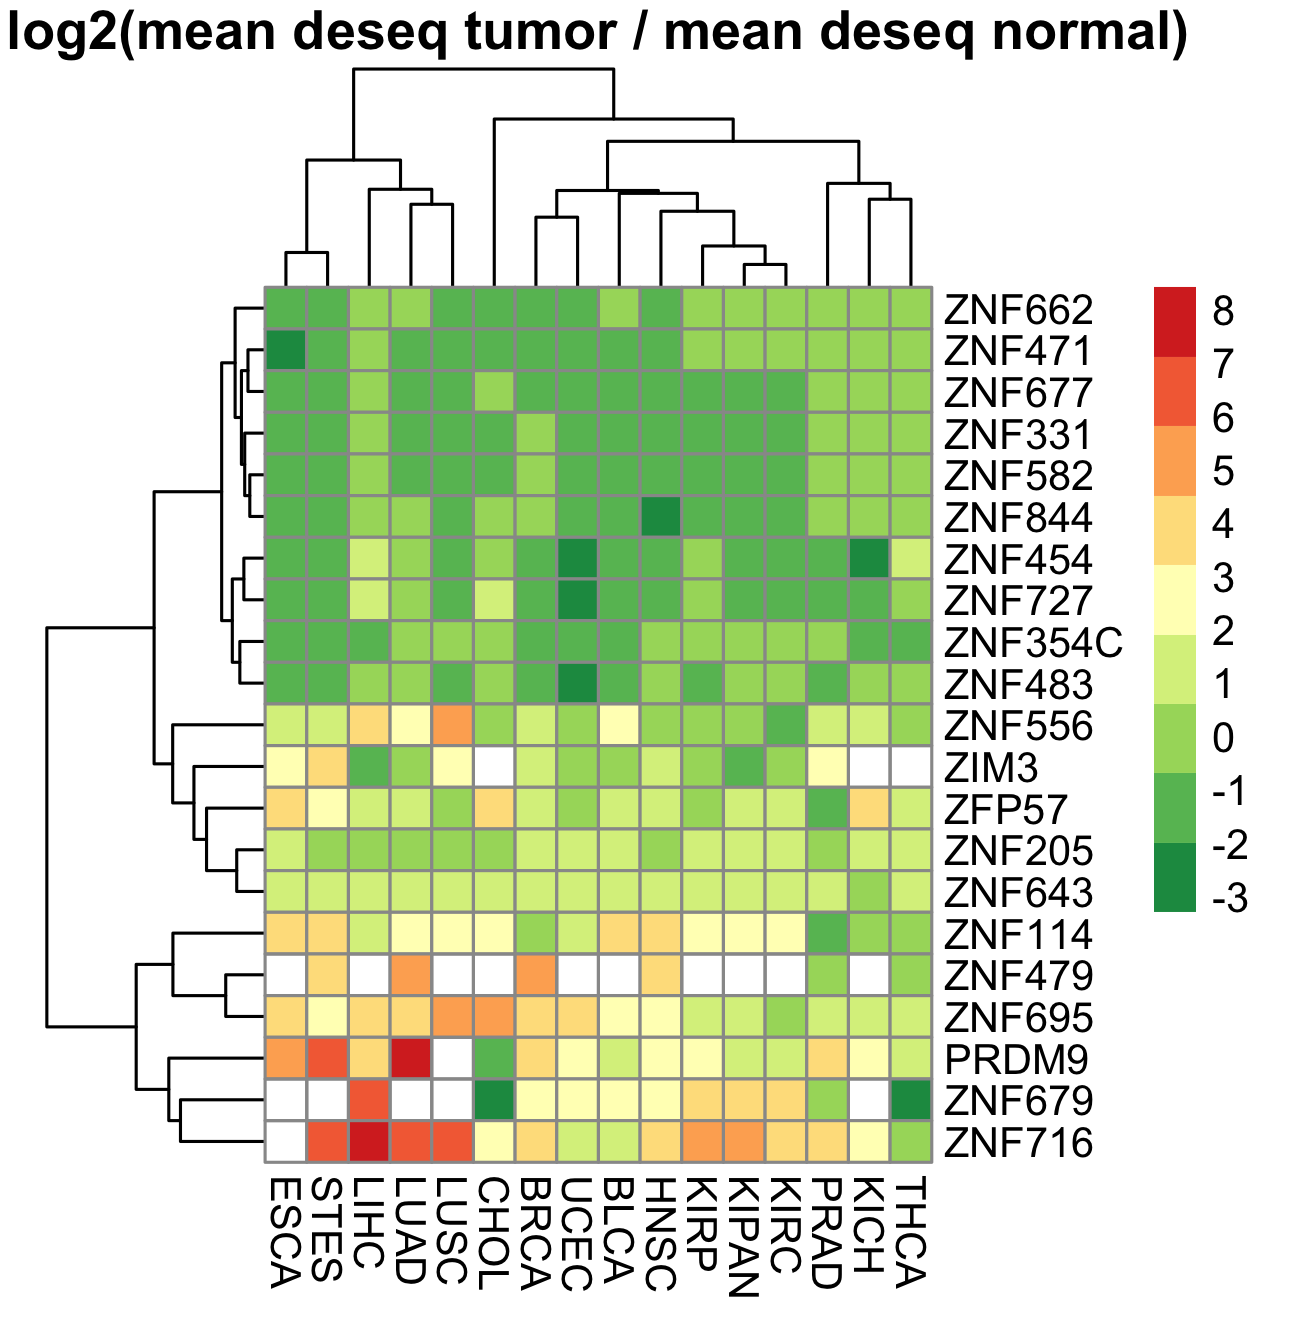 log2(mean deseq tumor / mean deseq normal)
ZNF662
ZNF471
ZNF677
ZNF331
ZNF582
ZNF844
ZNF454
ZNF727
ZNF354C
ZNF483
ZNF556
ZIM3
ZFP57
ZNF205
ZNF643
ZNF114
ZNF479
ZNF695
PRDM9
ZNF679
ZNF716
8
7
6
5
4
3
2
1
0
-1
-2
-3
ESCA
STES
LIHC
LUAD
LUSC
CHOL
BRCA
UCEC
BLCA
HNSC
KIRP
KIPAN
KIRC
PRAD
KICH
THCA